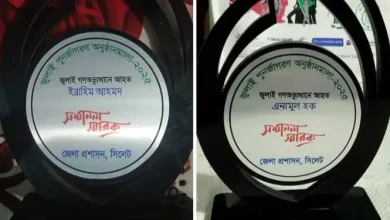 জুলাই পুনর্জাগরণ অনুষ্ঠানমালা-২০২৫
জুলাই গণঅভ্যুত্থানে আহত
ইব্রাহিম আহমদ
সম্মাননা
স্মারক
জেলা প্রশাসন, সিলেট
জুলাই পুনর্জাগরণ অনুষ্ঠানমালা-২০২৫
জুলাই গণঅভ্যুত্থানে আহত
এনামুল হক
সম্মাননা
স্মারক
জেলা প্রশাসন, সিলেট